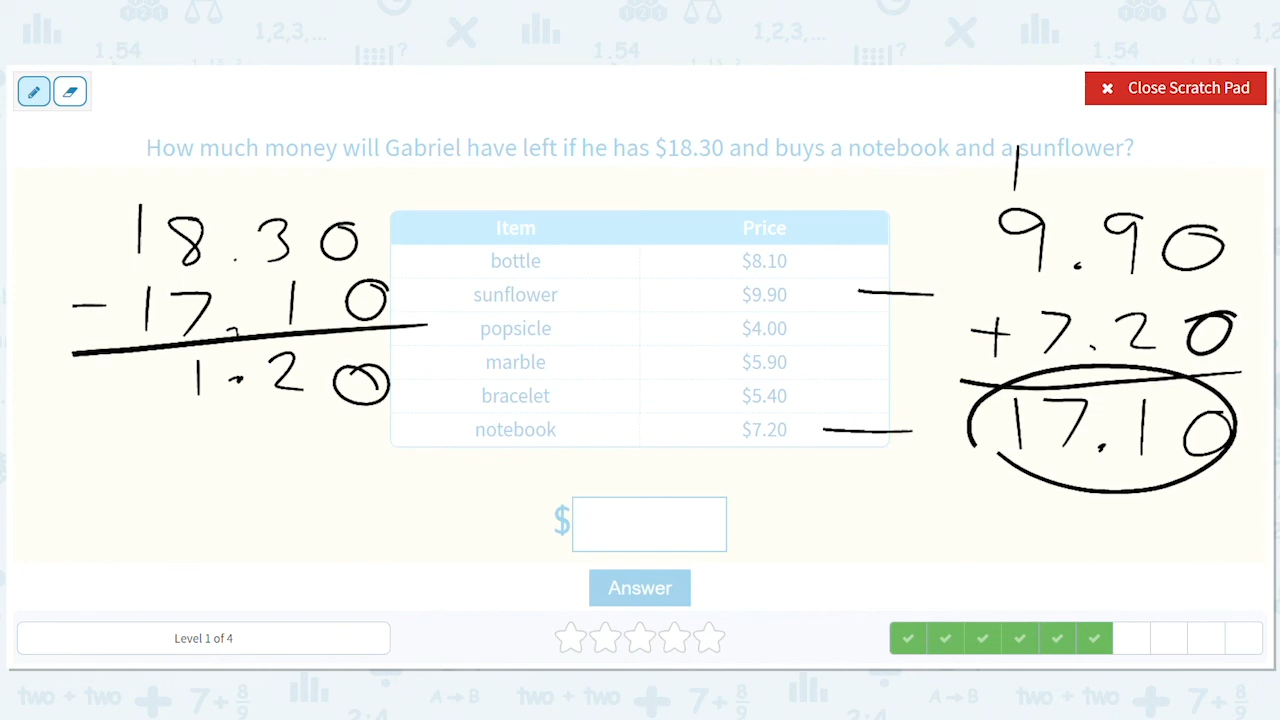 Close Scratch Pad
How much money will Gabriel have left if he has $18.30 and buys a notebook and a sunflower?
18.30
- 17.10
1.20
Item Price
bottle $8.10
sunflower $9.90
popsicle $4.00
marble $5.90
bracelet $5.40
notebook $7.20
1
9.90
+ 7.20
17.10
$
Answer
Level 1 of 4